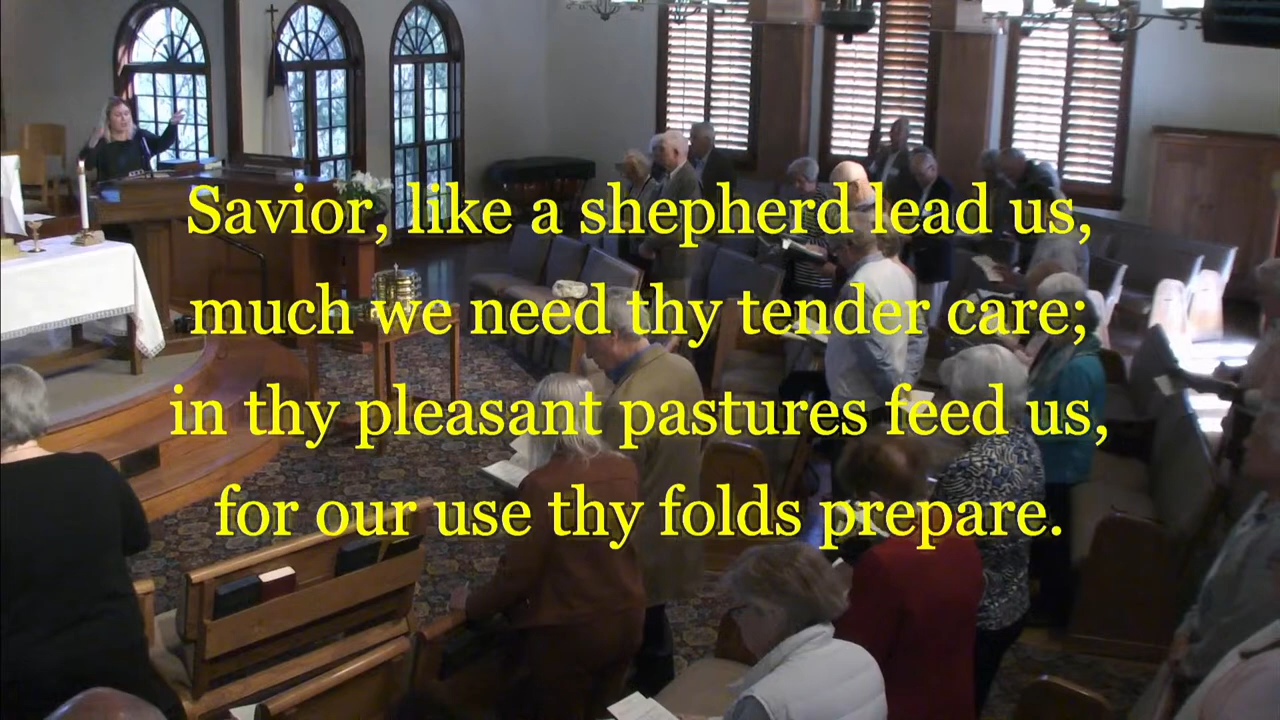 Savior, like a shepherd lead us,
much we need thy tender care;
in thy pleasant pastures feed us,
for our use thy folds prepare.